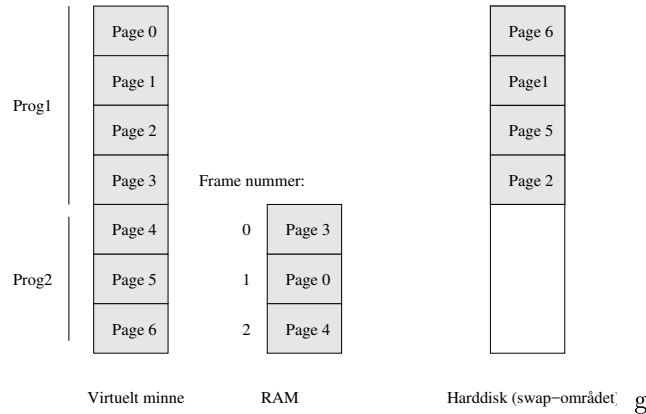 Page 0
Page 1
Page 2
Page 3
Page 4
Page 5
Page 6
Prog1
Prog2
Virtuelt minne
Frame nummer:
0 Page 3
1 Page 0
2 Page 4
RAM
Page 6
Page1
Page 5
Page 2
Harddisk (swap−området)
g